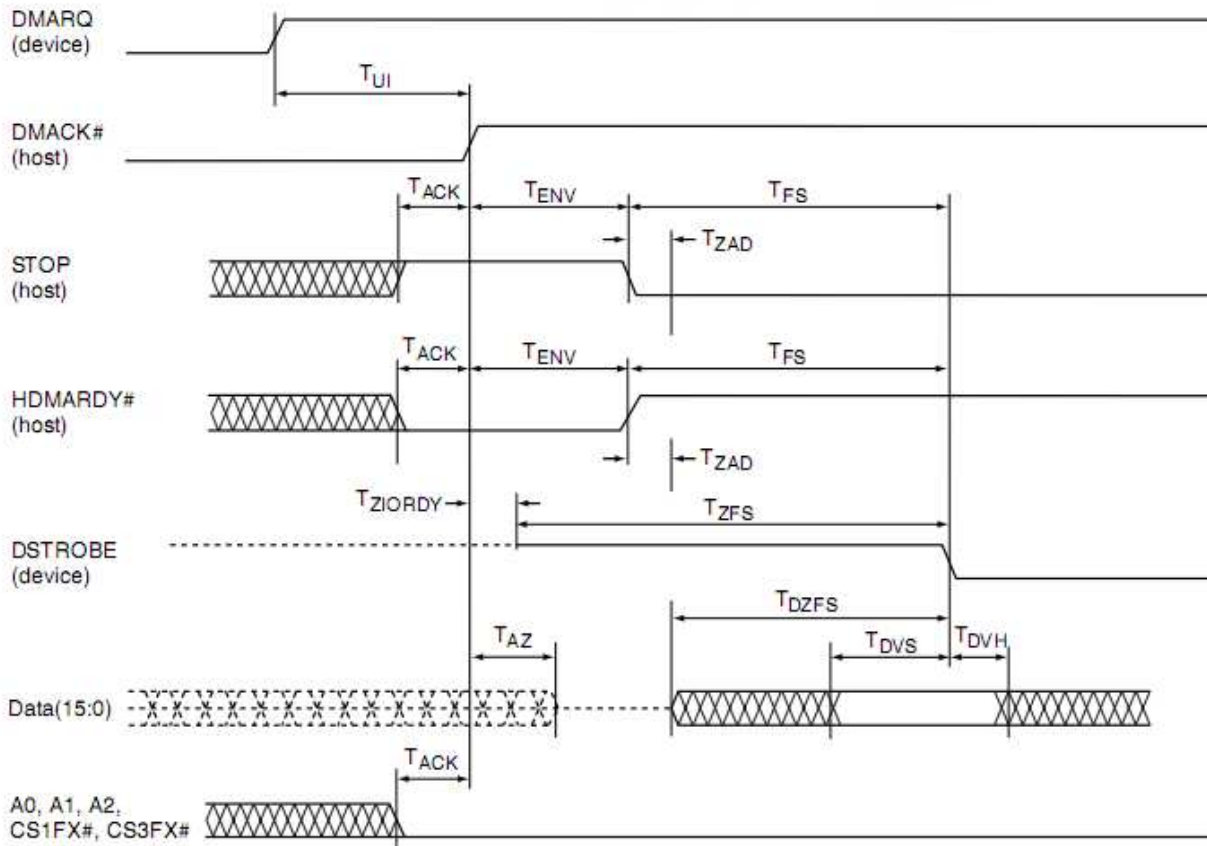 DMARQ
(device)
TUI
DMACK#
(host)
TACK TENV TFS
TZAD
STOP
(host)
TACK TENV TFS
HDMARDY#
(host)
TZAD
TZIORDY TZFS
DSTROBE
(device)
TDZFS
TAZ TDVS TDVH
Data(15:0)
TACK
A0, A1, A2,
CS1FX#, CS3FX#